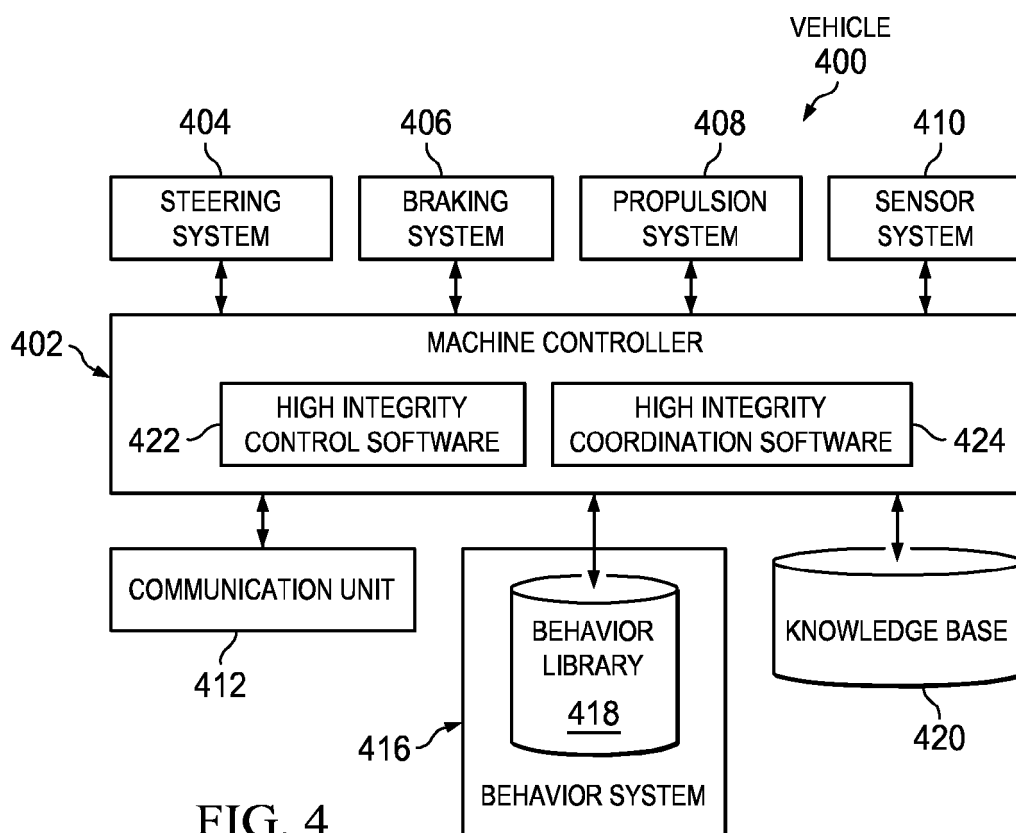 VEHICLE
400
404
406
408
410
STEERING
SYSTEM
BRAKING
SYSTEM
PROPULSION
SYSTEM
SENSOR
SYSTEM
402
MACHINE CONTROLLER
422
HIGH INTEGRITY
CONTROL SOFTWARE
HIGH INTEGRITY
COORDINATION SOFTWARE
424
COMMUNICATION UNIT
412
BEHAVIOR
LIBRARY
418
KNOWLEDGE BASE
420
416
BEHAVIOR SYSTEM
FIG. 4